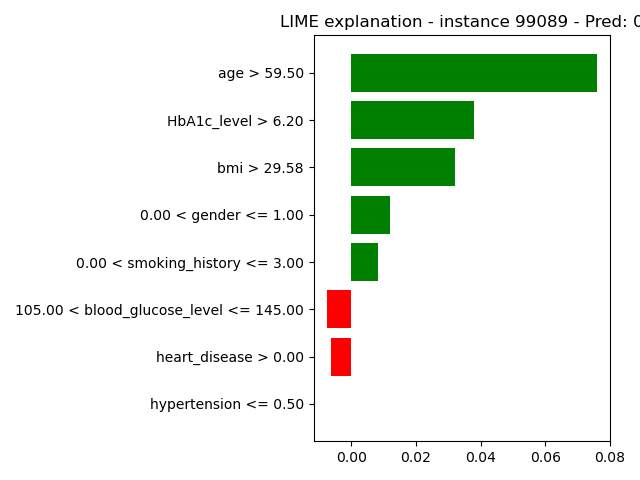 LIME explanation - instance 99089 - Pred: 0
age > 59.50
HbA1c_level > 6.20
bmi > 29.58
0.00 < gender <= 1.00
0.00 < smoking_history <= 3.00
105.00 < blood_glucose_level <= 145.00
heart_disease > 0.00
hypertension <= 0.50
0.00 0.02 0.04 0.06 0.08